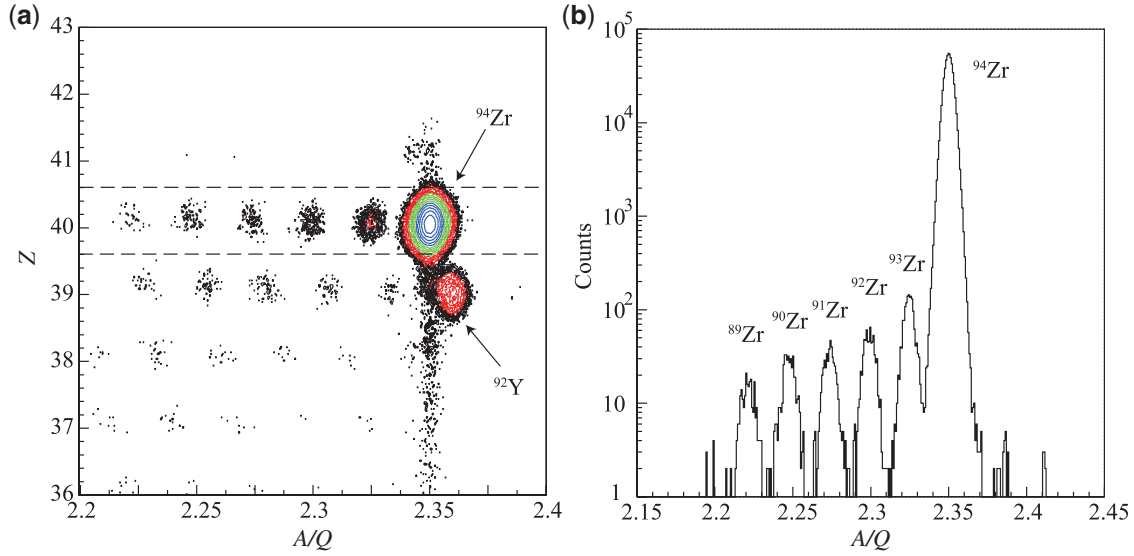 (a)
43
42
41
40
39
38
37
36
Z
94Zr
92Y
2.2
2.25
2.3
2.35
2.4
A/Q
(b)
10^5
10^4
10^3
10^2
10
1
Counts
94Zr
93Zr
92Zr
91Zr
90Zr
89Zr
2.15
2.2
2.25
2.3
2.35
2.4
2.45
A/Q